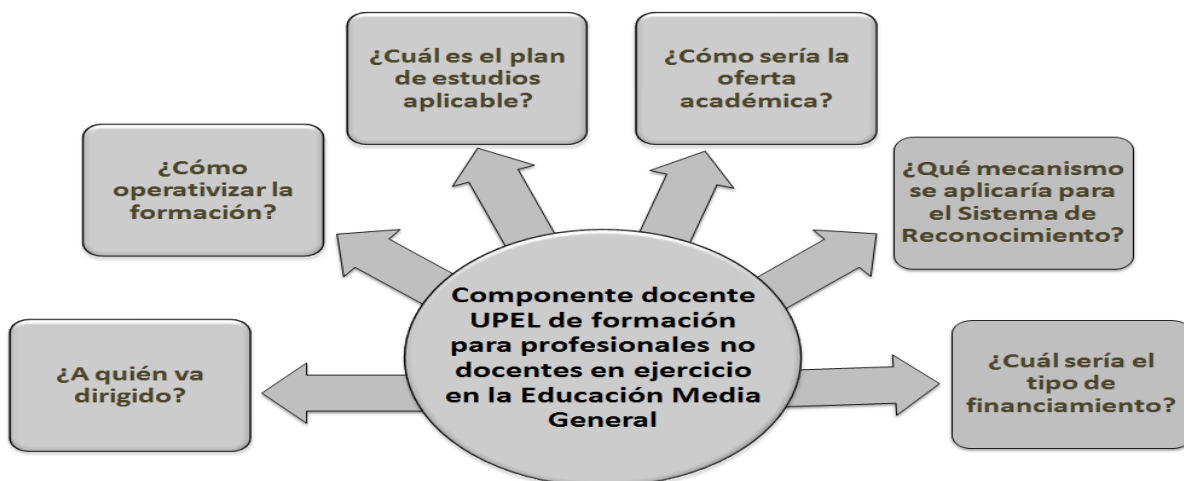 ¿Cuál es el plan
de estudios
aplicable?
¿Cómo sería la
oferta
académica?
¿Cómo
operativizar la
formación?
¿Qué mecanismo
se aplicaría para
el Sistema de
Reconocimiento?
¿A quién va
dirigido?
Componente docente
UPEL de formación
para profesionales no
docentes en ejercicio
en la Educación Media
General
¿Cuál sería el
tipo de
financiamiento?